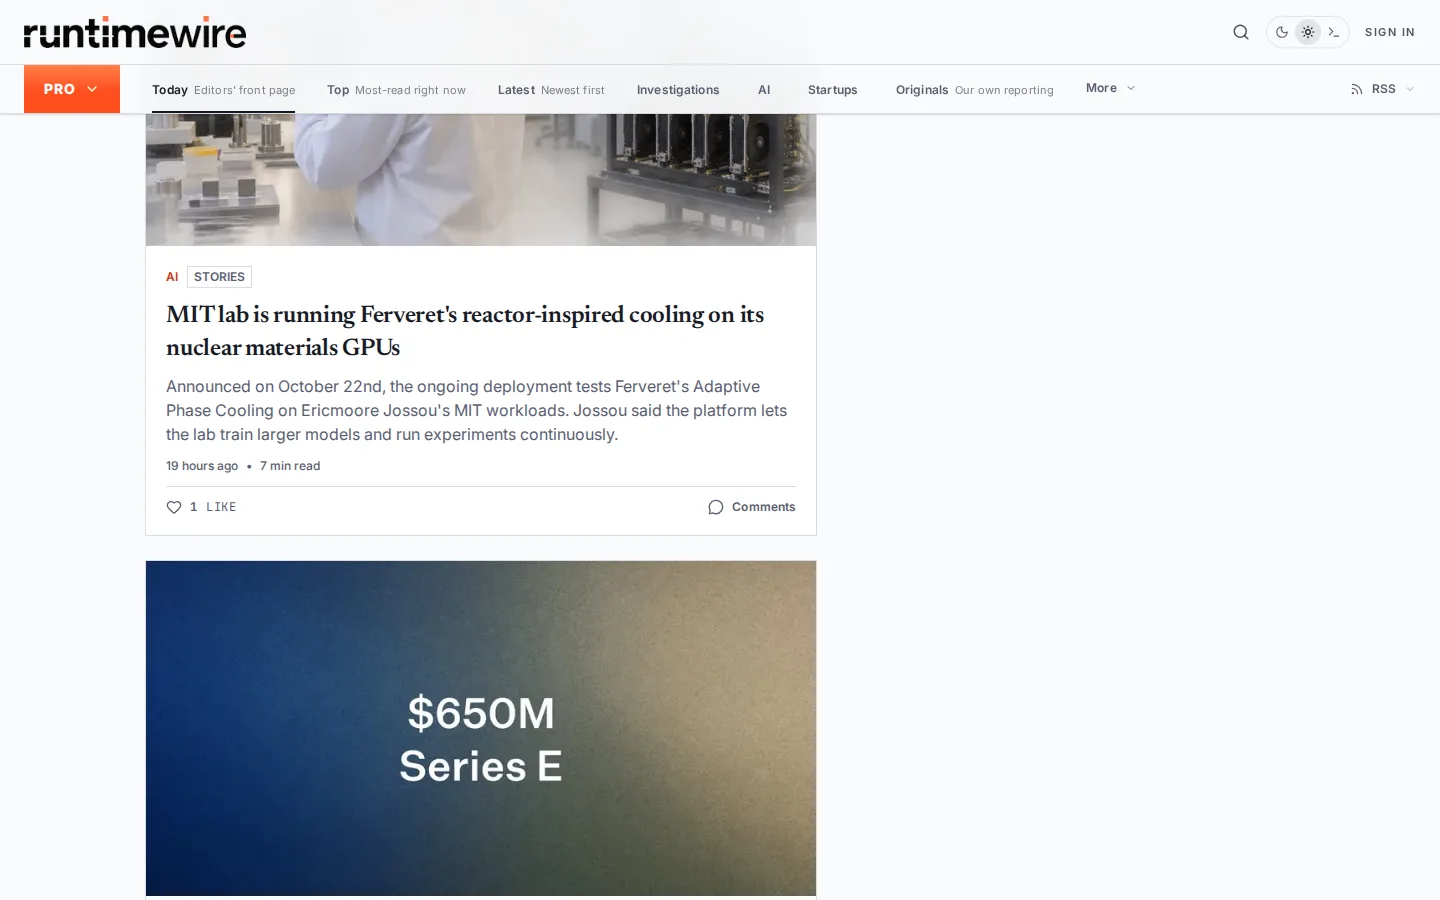 runtimewire
SIGN IN
PRO
Today Editors' front page
Top Most-read right now
Latest Newest first
Investigations
AI
Startups
Originals Our own reporting
More
RSS
AI STORIES
MIT lab is running Ferveret's reactor-inspired cooling on its
nuclear materials GPUs
Announced on October 22nd, the ongoing deployment tests Ferveret's Adaptive
Phase Cooling on Ericmoore Jossou's MIT workloads. Jossou said the platform lets
the lab train larger models and run experiments continuously.
19 hours ago • 7 min read
1 LIKE
Comments
$650M
Series E